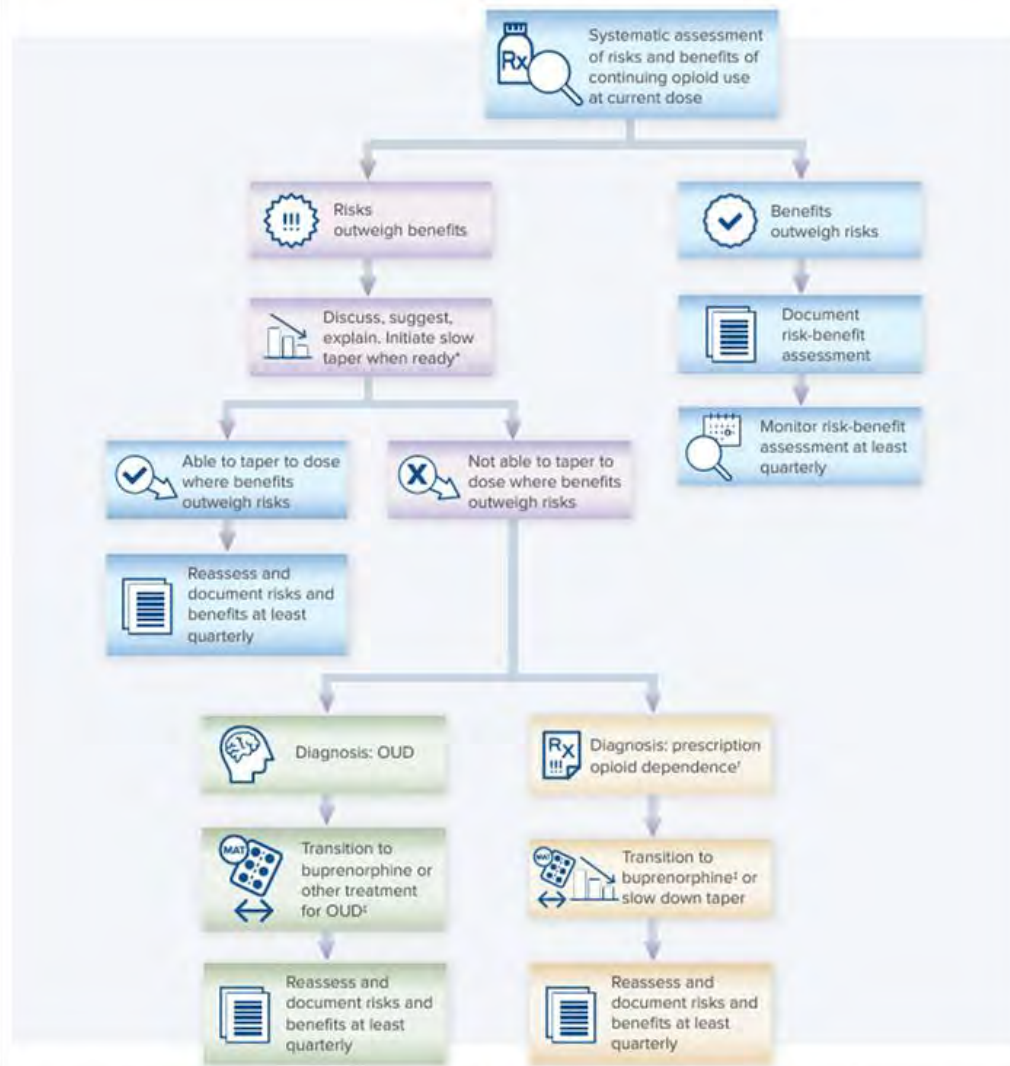 Rx
Systematic assessment
of risks and benefits of
continuing opioid use
at current dose
!!!
Risks
outweigh benefits
Benefits
outweigh risks
Discuss, suggest,
explain. Initiate slow
taper when ready*
Document
risk-benefit
assessment
Monitor risk-benefit
assessment at least
quarterly
Able to taper to dose
where benefits
outweigh risks
X
Not able to taper to
dose where benefits
outweigh risks
Reassess and
document risks and
benefits at least
quarterly
Diagnosis: OUD
Rx
!!!
Diagnosis: prescription
opioid dependence†
MAT
Transition to
buprenorphine or
other treatment
for OUD‡
MAT
Transition to
buprenorphine‡ or
slow down taper
Reassess and
document risks and
benefits at least
quarterly
Reassess and
document risks and
benefits at least
quarterly